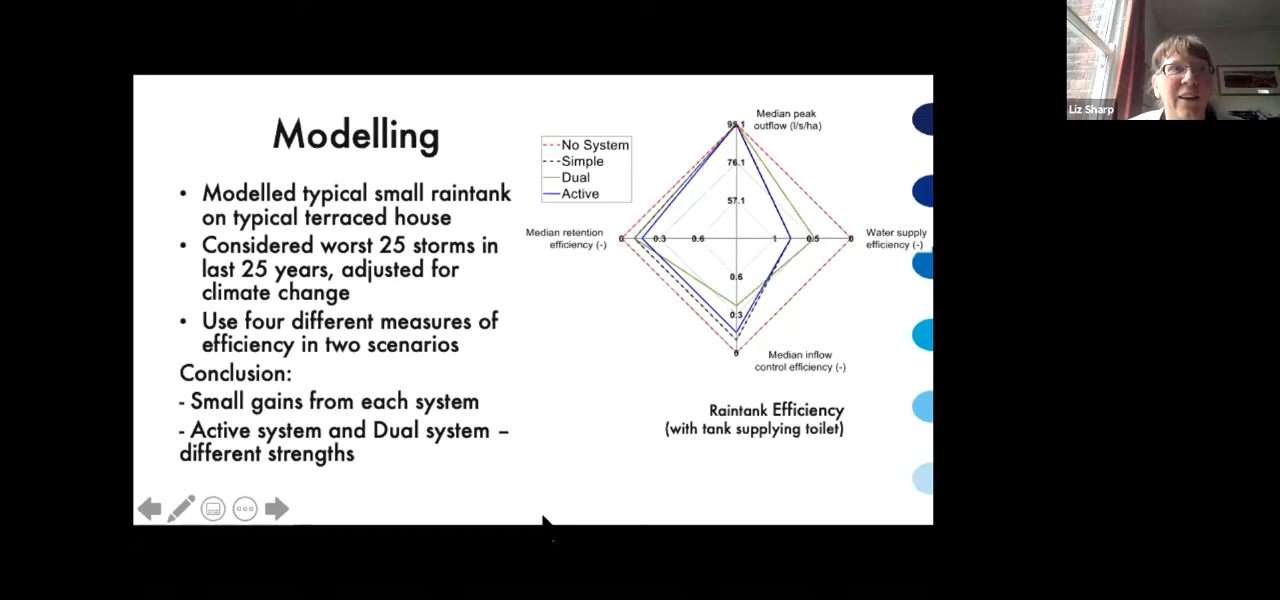 Liz Sharp
Modelling
• Modelled typical small raintank
on typical terraced house
• Considered worst 25 storms in
last 25 years, adjusted for
climate change
• Use four different measures of
efficiency in two scenarios
Conclusion:
- Small gains from each system
- Active system and Dual system –
different strengths
No System
Simple
Dual
Active
Median peak
outflow (l/s/ha)
95.1
76.1
57.1
Median retention
efficiency (-)
0 0.3 0.6 1 0.5 0
Water supply
efficiency (-)
0.6
0.3
0
Median inflow
control efficiency (-)
Raintank Efficiency
(with tank supplying toilet)